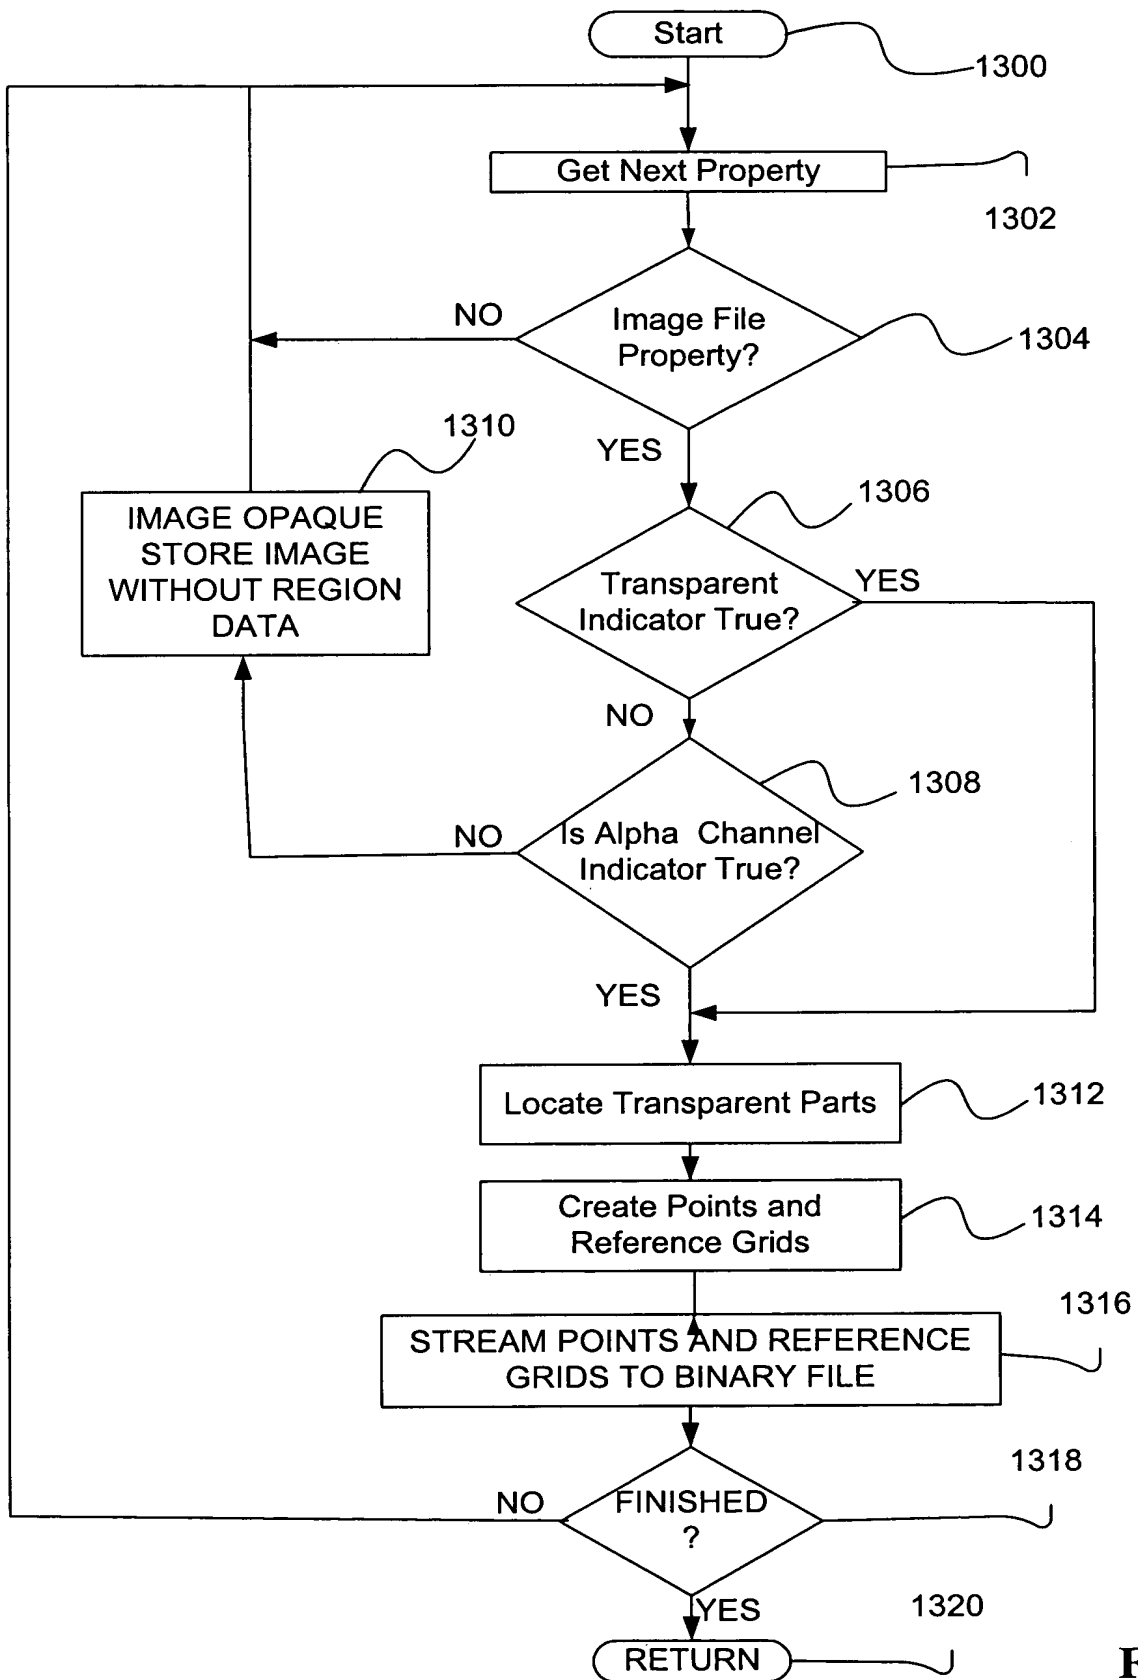 Start
1300
Get Next Property
1302
NO
Image File
Property?
1304
YES
1310
IMAGE OPAQUE
STORE IMAGE
WITHOUT REGION
DATA
1306
Transparent
Indicator True?
YES
NO
1308
NO
Is Alpha Channel
Indicator True?
YES
Locate Transparent Parts
1312
Create Points and
Reference Grids
1314
1316
STREAM POINTS AND REFERENCE
GRIDS TO BINARY FILE
1318
NO
FINISHED
?
YES
1320
RETURN